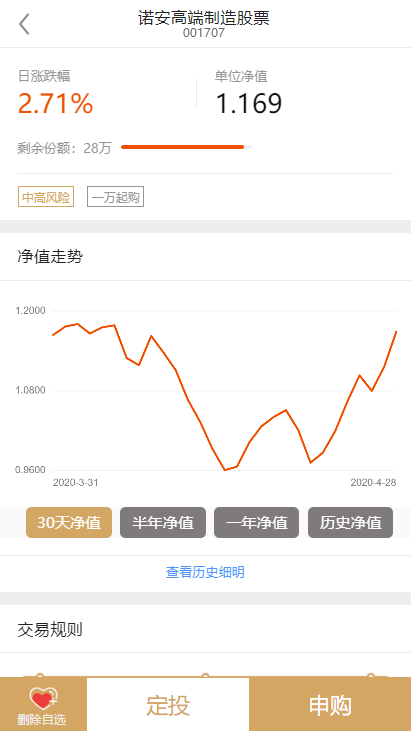 诺安高端制造股票
001707
日涨跌幅
单位净值
2.71%
1.169
剩余份额：28万
中高风险
一万起购
净值走势
1.2000
1.0800
0.9600
2020-3-31
2020-4-28
30天净值
半年净值
一年净值
历史净值
查看历史细明
交易规则
删除自选
定投
申购